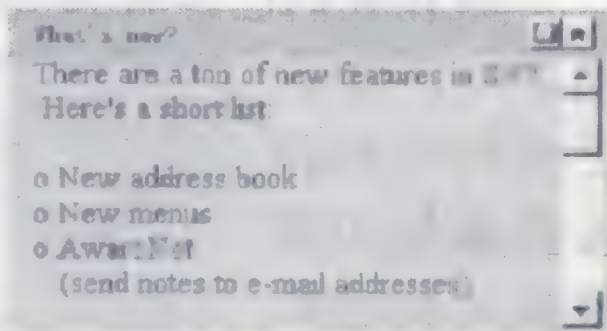 What's new?
There are a ton of new features in
Here's a short list:
o New address book
o New menus
o AwareNet
(send notes to e-mail addresses)